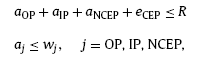 a_OP + a_IP + a_NCEP + e_CEP ≤ R
a_j ≤ w_j, j = OP, IP, NCEP,